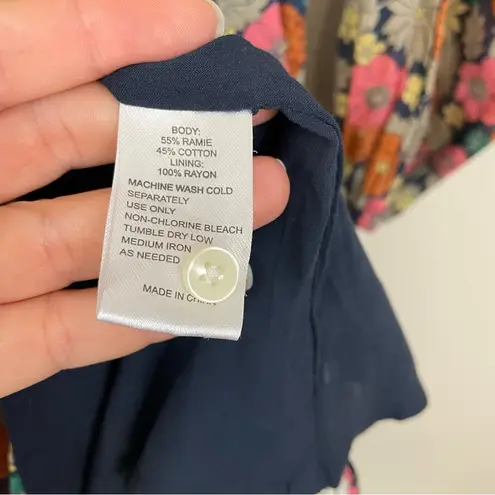 BODY:
55% RAMIE
45% COTTON
LINING:
100% RAYON
MACHINE WASH COLD
SEPARATELY
USE ONLY
NON-CHLORINE BLEACH
TUMBLE DRY LOW
MEDIUM IRON
AS NEEDED
MADE IN